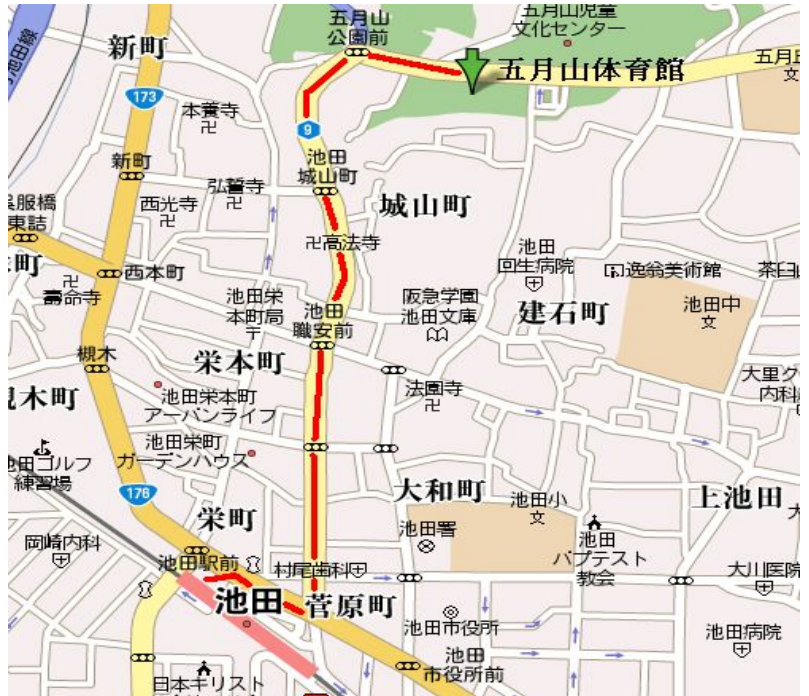 五月山
公園前
五月山児童
文化センター
新町
五月山体育館
173
本養寺
9
新町
池田
城山町
弘誓寺
西光寺
城山町
呉服橋
東詰
高法寺
池田
回生病院
逸翁美術館
西本町
壽命寺
池田栄
本町局
池田
職安前
阪急学園
池田文庫
建石町
池田中
文
槻木
栄本町
法園寺
池田栄本町
アーバンライフ
池田栄町
ガーデンハウス
池田ゴルフ
練習場
大和町
上池田
176
栄町
池田小
文
池田署
岡崎内科
池田駅前
村尾歯科
池田
バプテスト
教会
大川医院
池田
菅原町
池田市役所
池田病院
池田
市役所前
日本キリスト